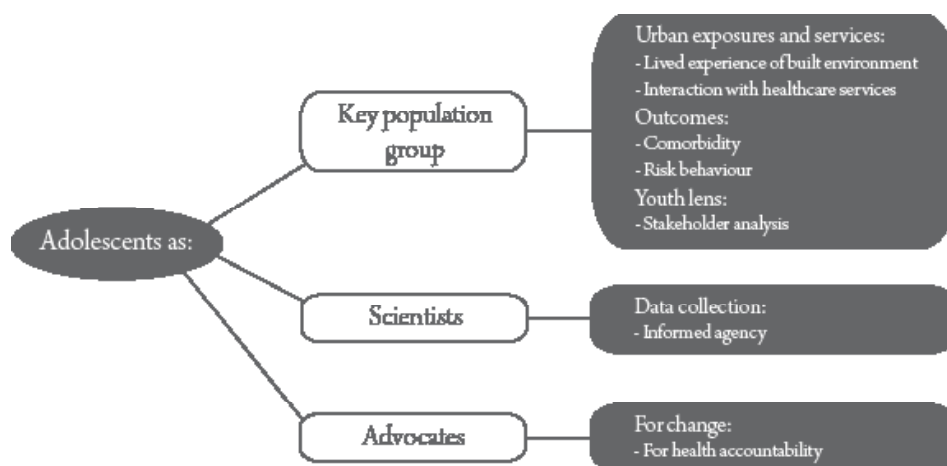 Adolescents as:
Key population
group
Urban exposures and services:
- Lived experience of built environment
- Interaction with healthcare services
Outcomes:
- Comorbidity
- Risk behaviour
Youth lens:
- Stakeholder analysis
Scientists
Data collection:
- Informed agency
Advocates
For change:
- For health accountability